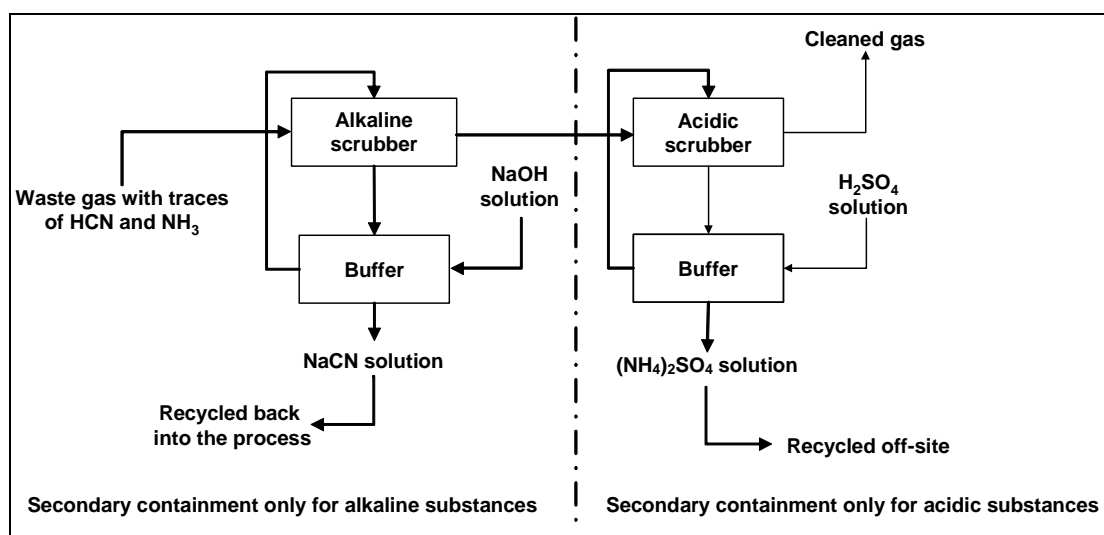 Cleaned gas
Alkaline
scrubber
Acidic
scrubber
Waste gas with traces
of HCN and NH₃
NaOH
solution
H₂SO₄
solution
Buffer
Buffer
NaCN solution
(NH₄)₂SO₄ solution
Recycled back
into the process
Recycled off-site
Secondary containment only for alkaline substances
Secondary containment only for acidic substances